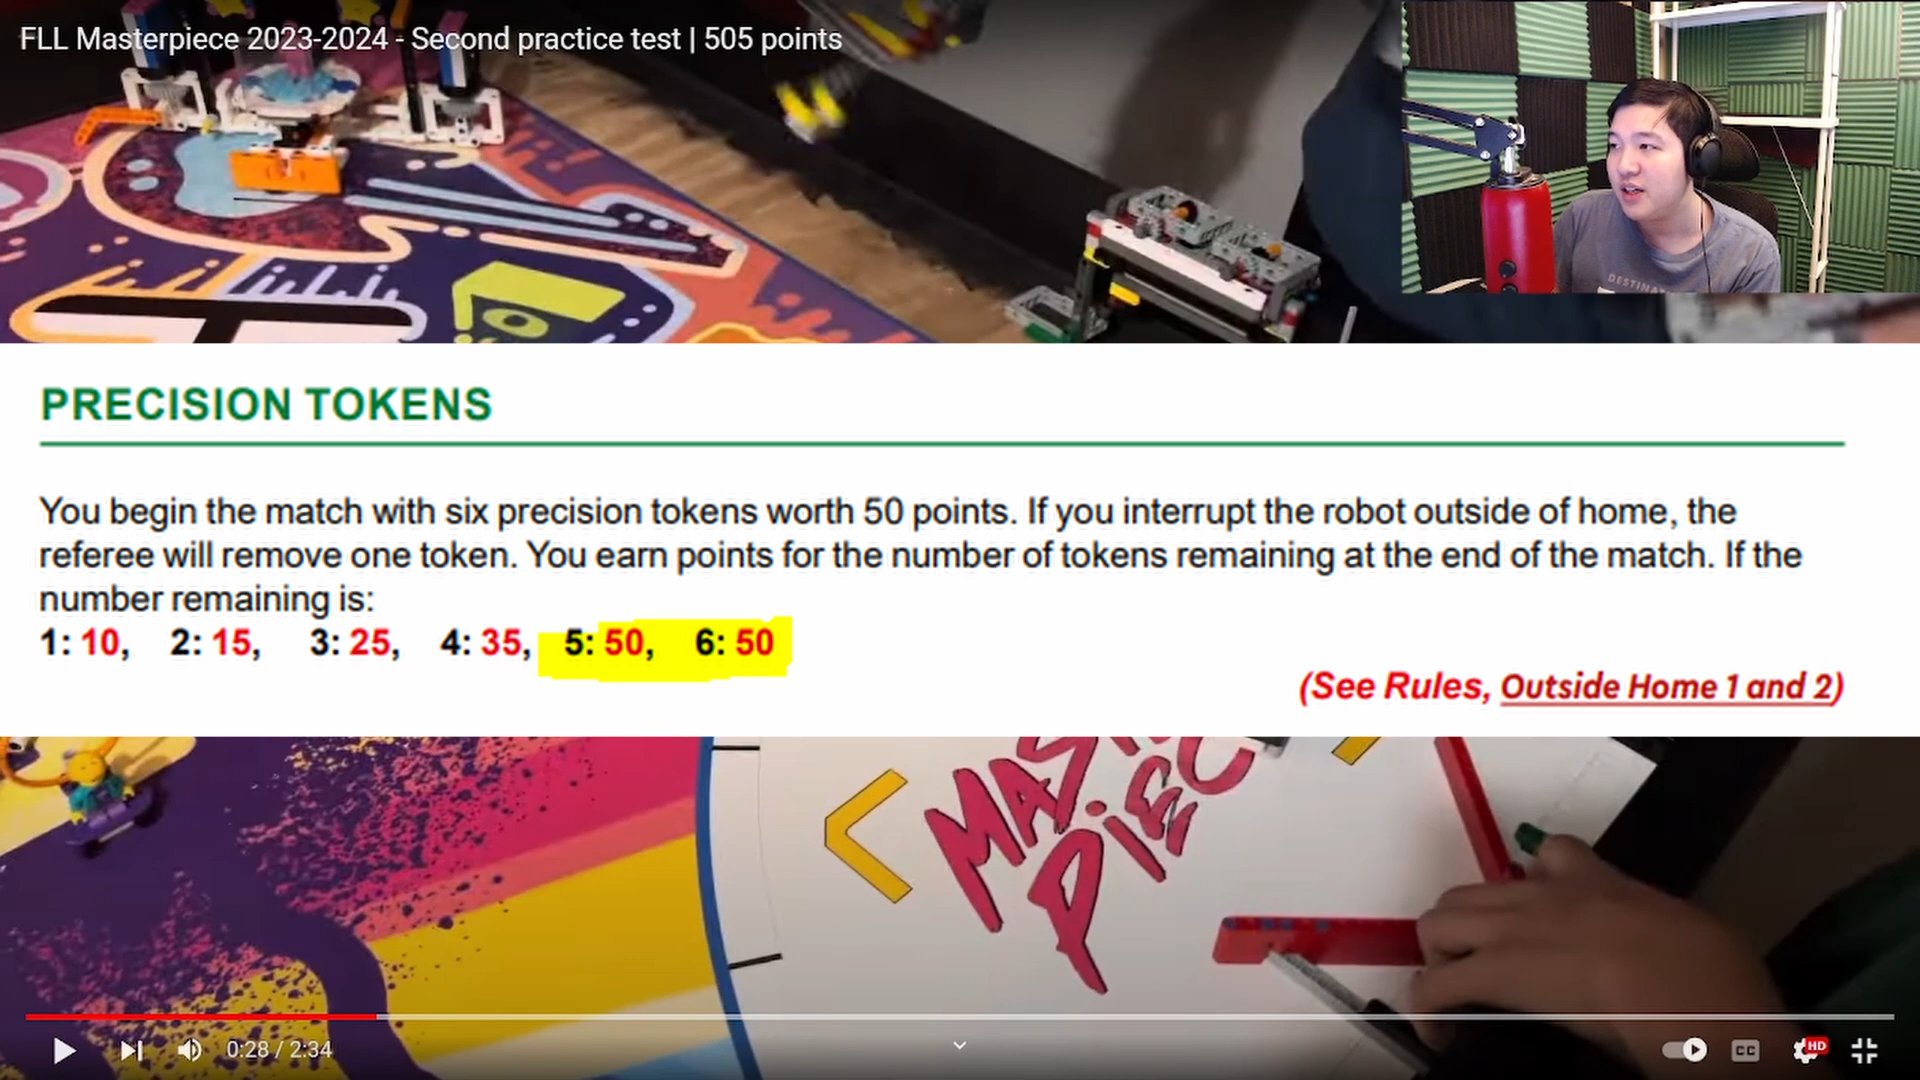 FLL Masterpiece 2023-2024 - Second practice test | 505 points
PRECISION TOKENS
You begin the match with six precision tokens worth 50 points. If you interrupt the robot outside of home, the
referee will remove one token. You earn points for the number of tokens remaining at the end of the match. If the
number remaining is:
1: 10, 2: 15, 3: 25, 4: 35, 5: 50, 6: 50
(See Rules, Outside Home 1 and 2)
0:28 / 2:34
CC
HD